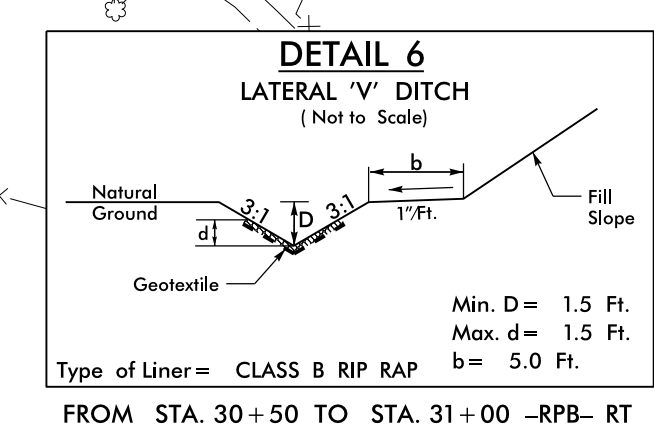 DETAIL 6
LATERAL 'V' DITCH
( Not to Scale)
b
Natural
Ground
3:1
D
3:1
1"/Ft.
Fill
Slope
d
Geotextile
Min. D = 1.5 Ft.
Max. d = 1.5 Ft.
b = 5.0 Ft.
Type of Liner = CLASS B RIP RAP
FROM STA. 30+50 TO STA. 31+00 -RPB- RT